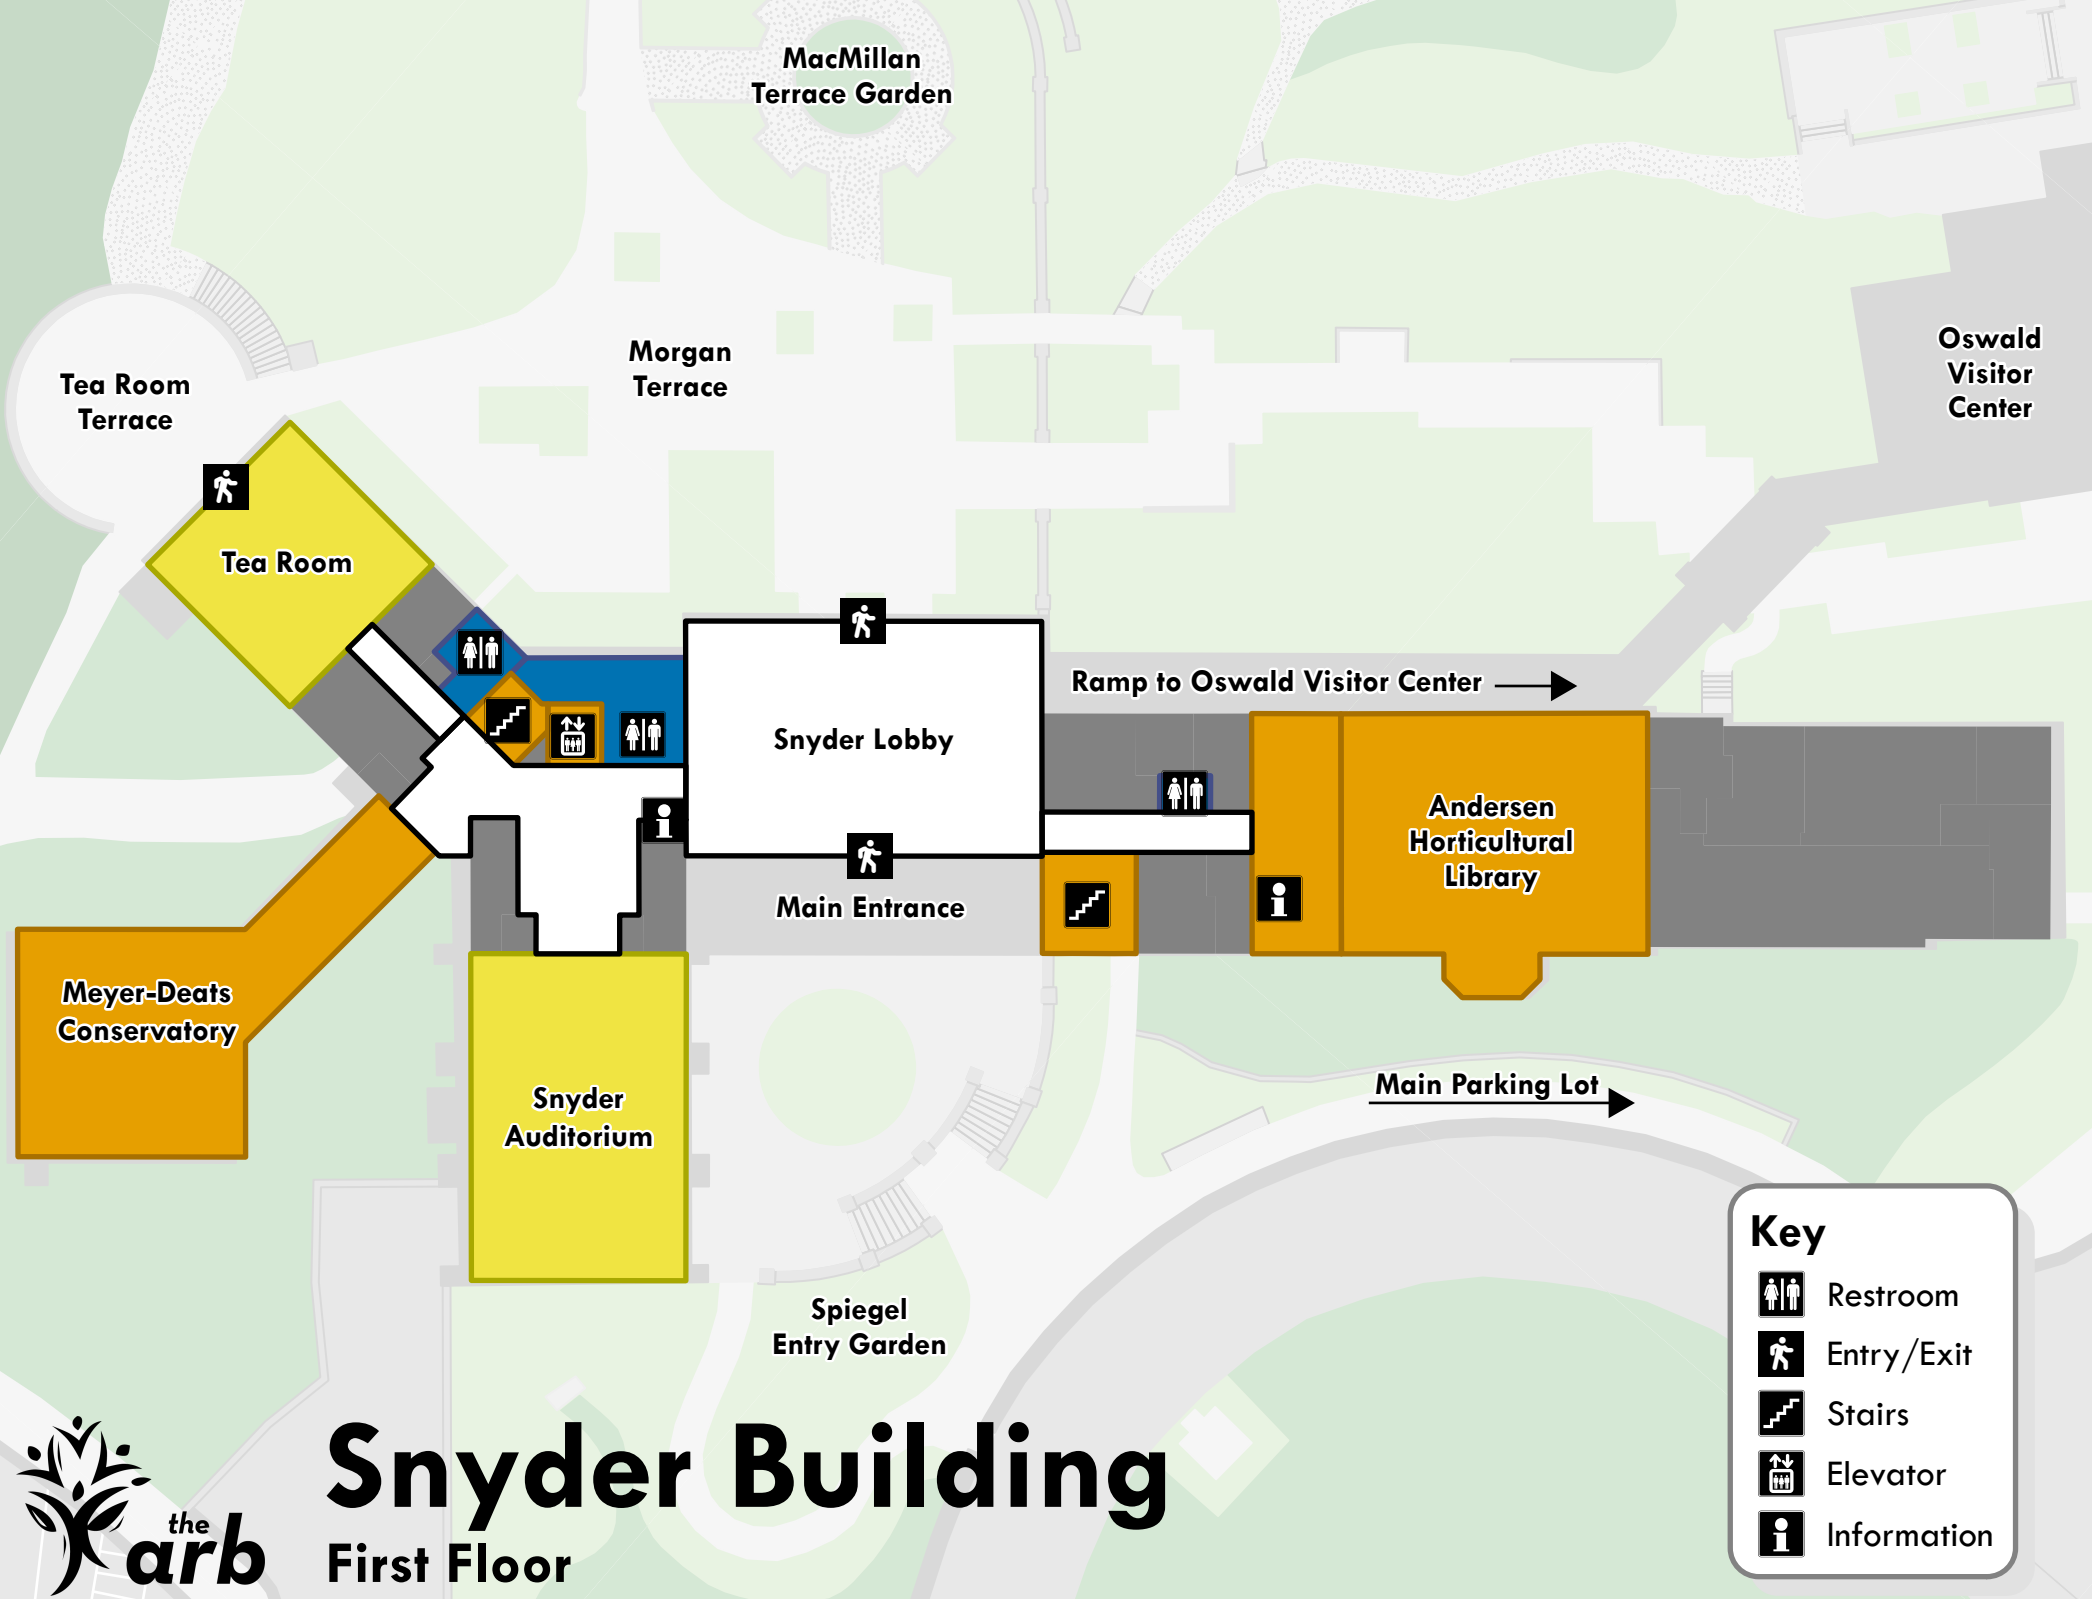 MacMillan
Terrace Garden
Morgan
Terrace
Oswald
Visitor
Center
Tea Room
Terrace
Tea Room
Ramp to Oswald Visitor Center
Snyder Lobby
Andersen
Horticultural
Library
Main Entrance
Meyer-Deats
Conservatory
Snyder
Auditorium
Main Parking Lot
Spiegel
Entry Garden
Key
Restroom
Entry/Exit
Stairs
Elevator
Information
the
arb
Snyder Building
First Floor